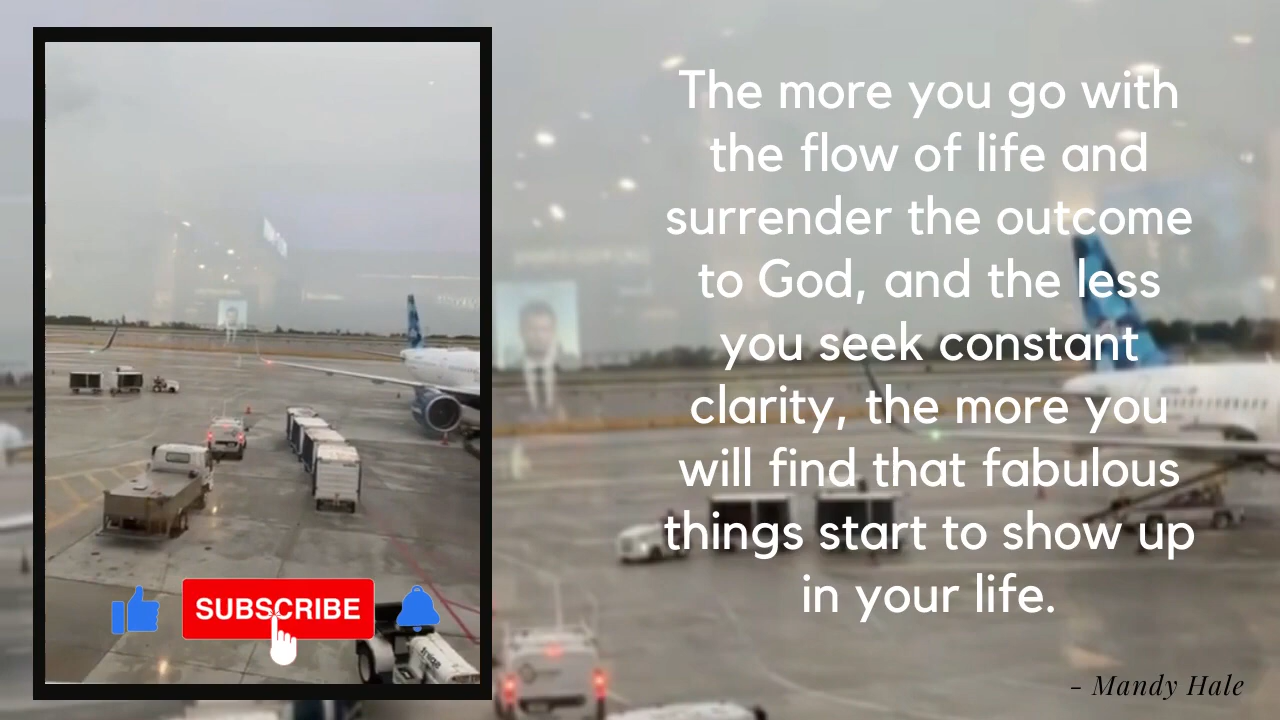 The more you go with
the flow of life and
surrender the outcome
to God, and the less
you seek constant
clarity, the more you
will find that fabulous
things start to show up
in your life.
- Mandy Hale
SUBSCRIBE